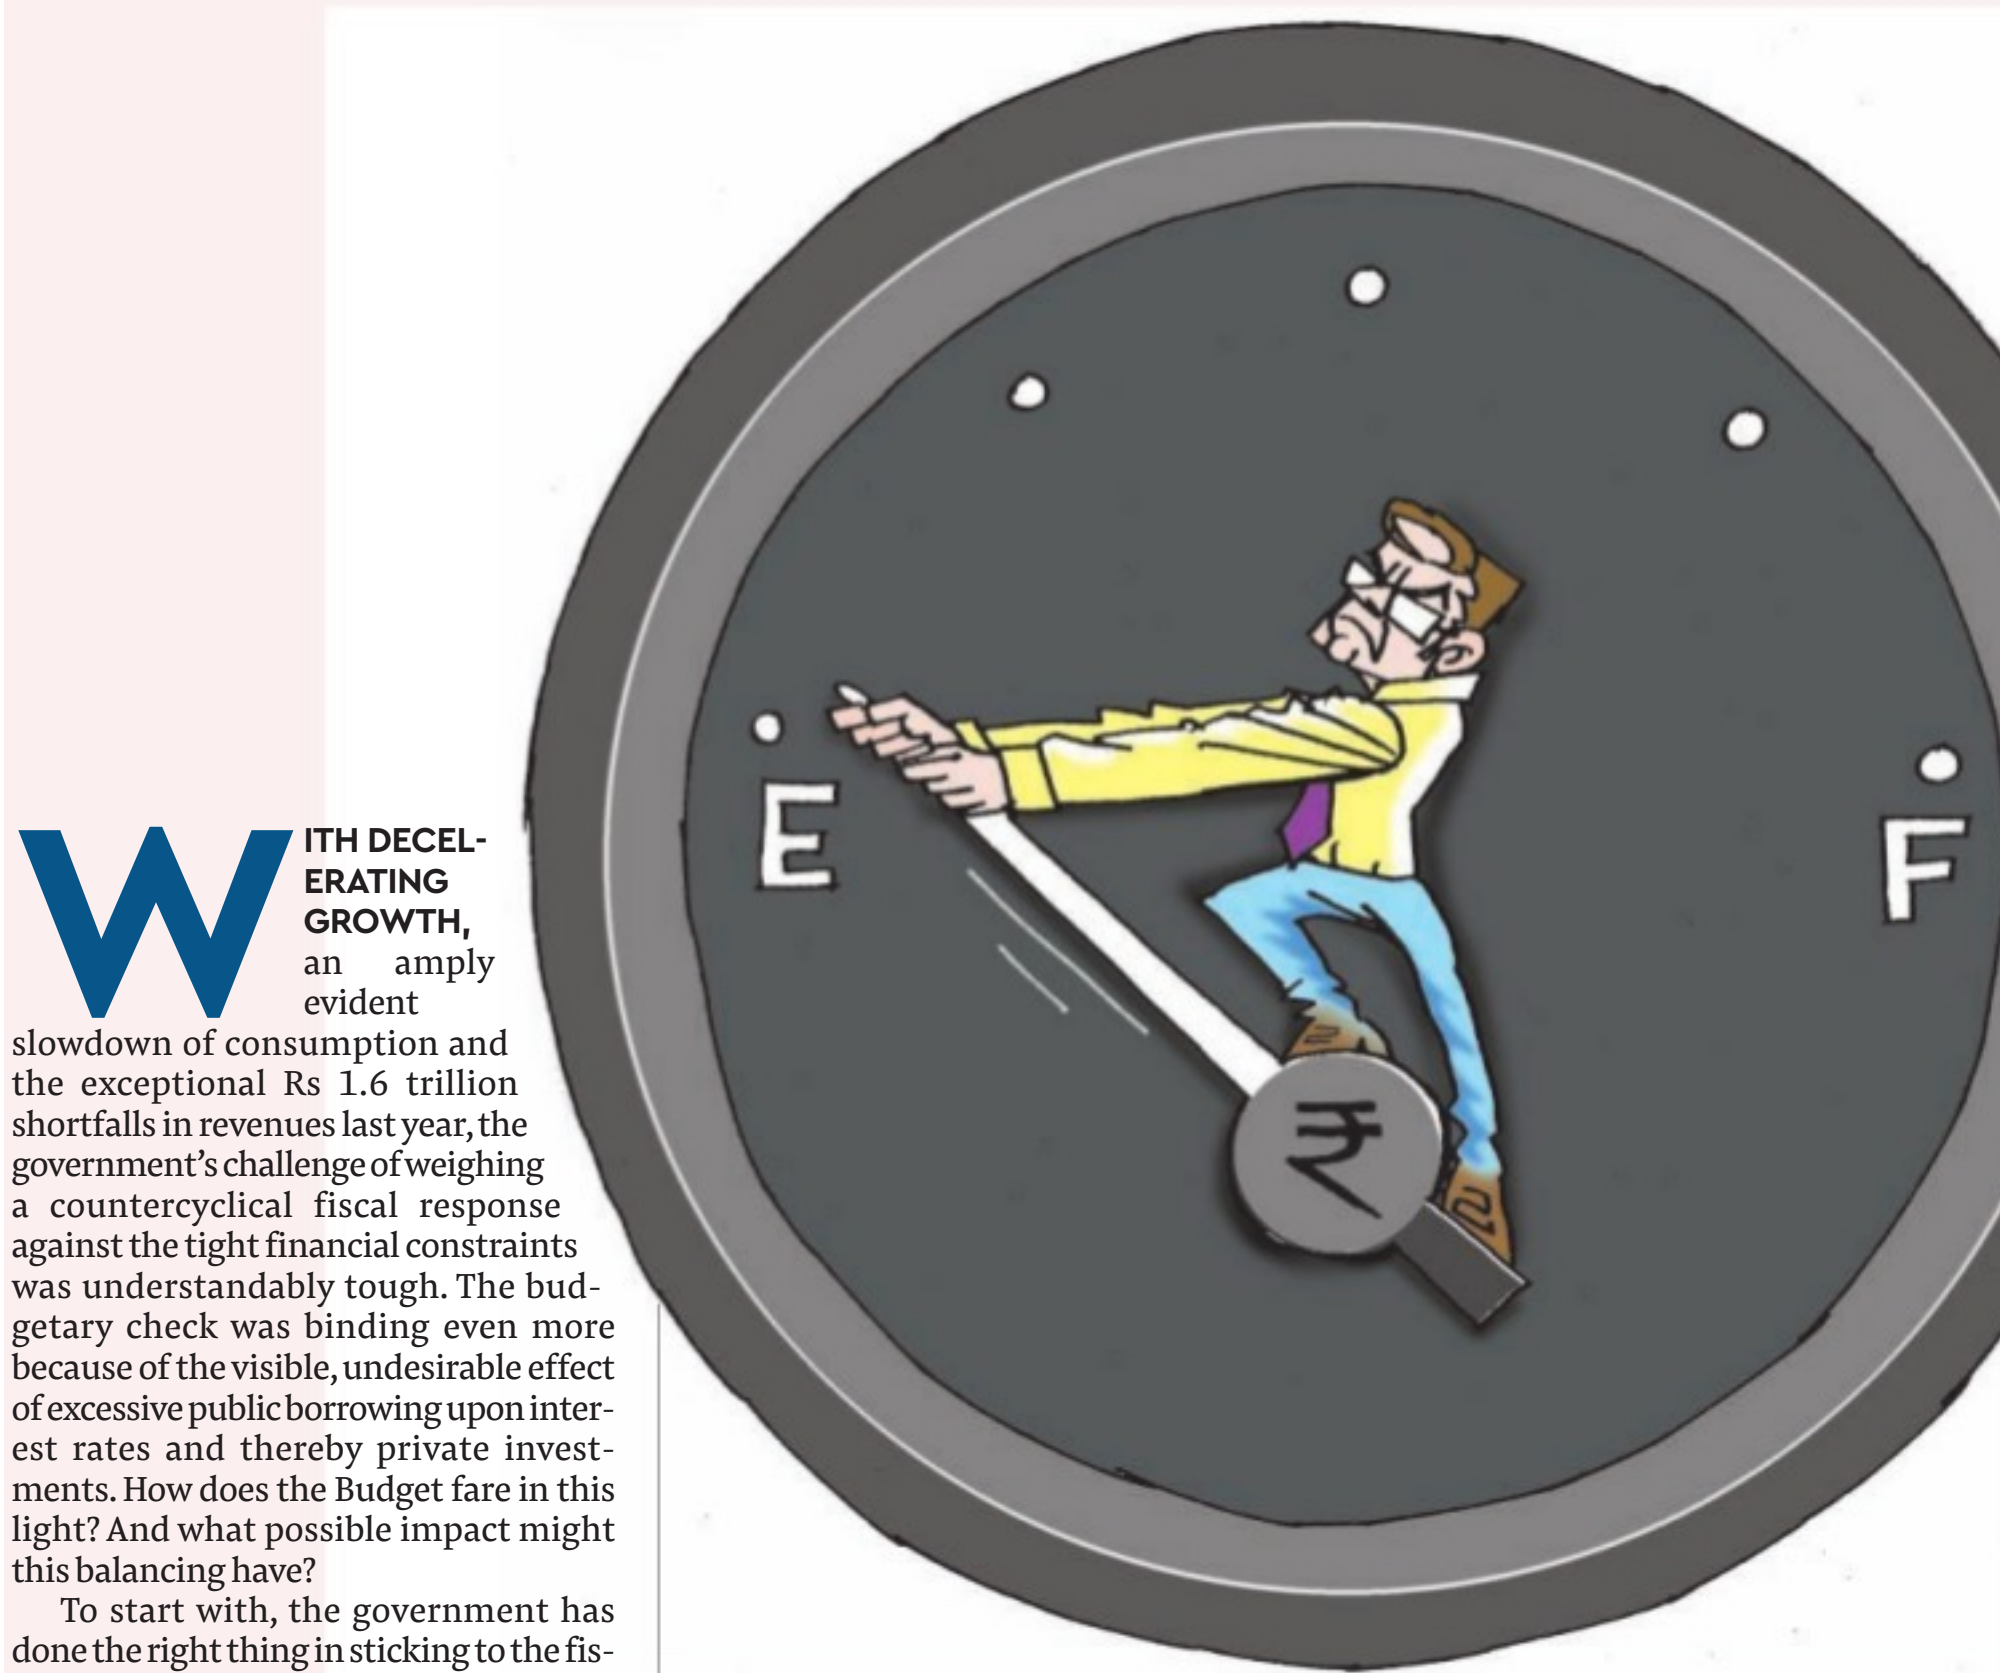 WITH DECEL-
ERATING
GROWTH,
an amply
evident
slowdown of consumption and
the exceptional Rs 1.6 trillion
shortfalls in revenues last year, the
government's challenge of weighing
a countercyclical fiscal response
against the tight financial constraints
was understandably tough. The bud-
getary check was binding even more
because of the visible, undesirable effect
of excessive public borrowing upon inter-
est rates and thereby private invest-
ments. How does the Budget fare in this
light? And what possible impact might
this balancing have?
To start with, the government has
done the right thing in sticking to the fis-
E
F
₹